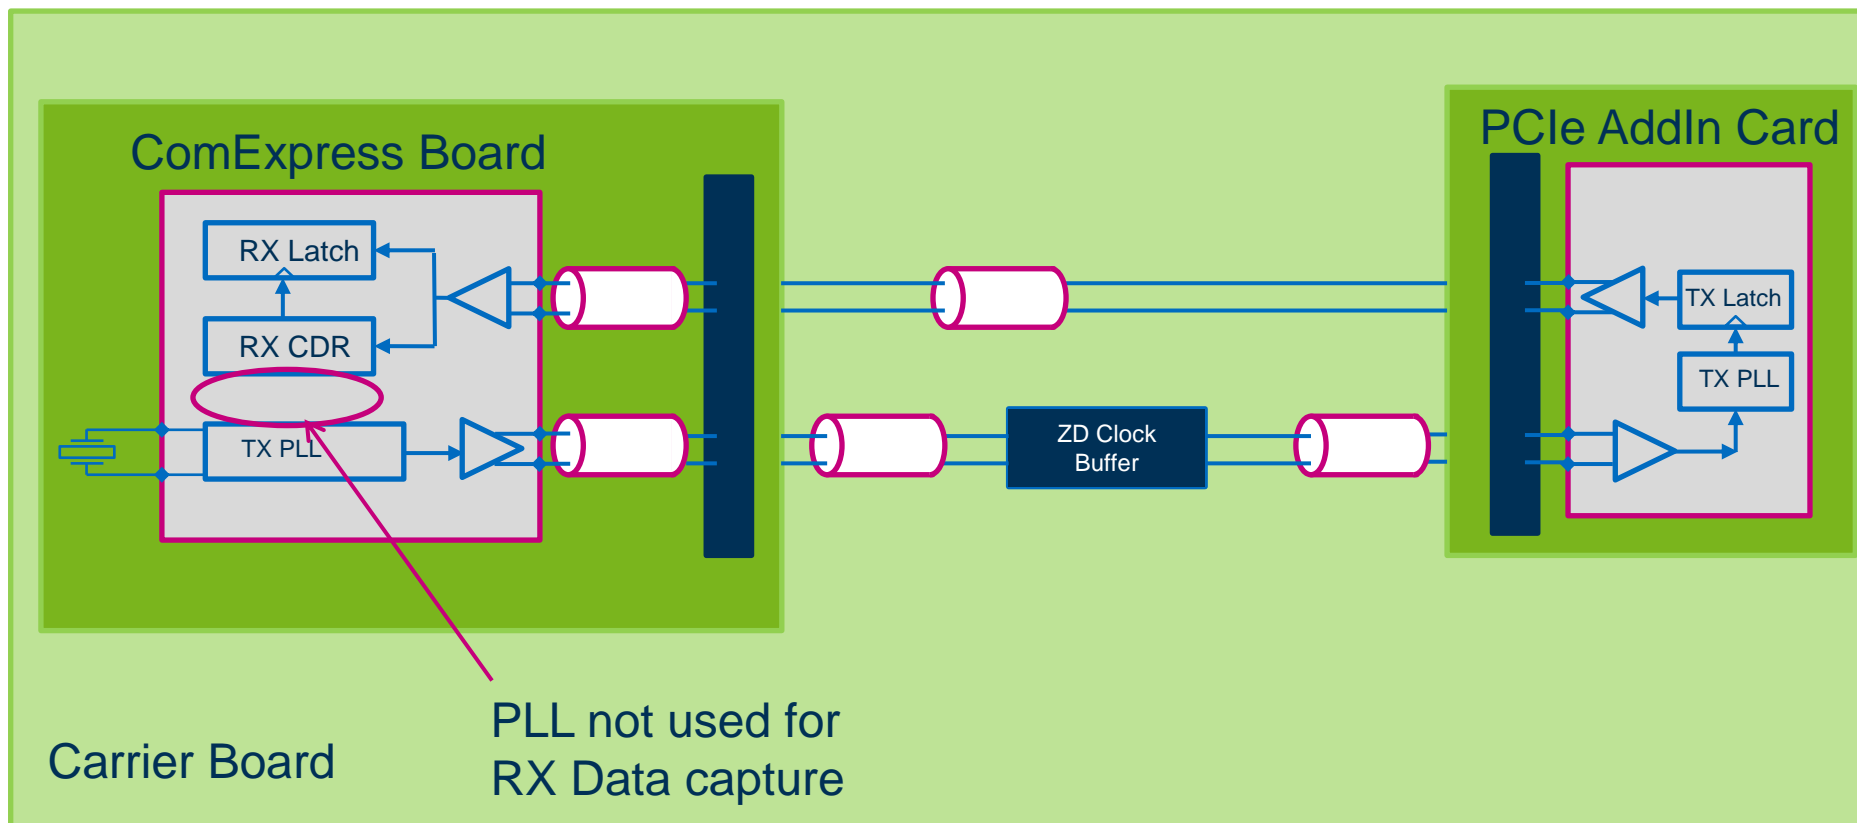 ComExpress Board
PCIe AddIn Card
RX Latch
RX CDR
TX PLL
TX Latch
TX PLL
ZD Clock
Buffer
PLL not used for
RX Data capture
Carrier Board